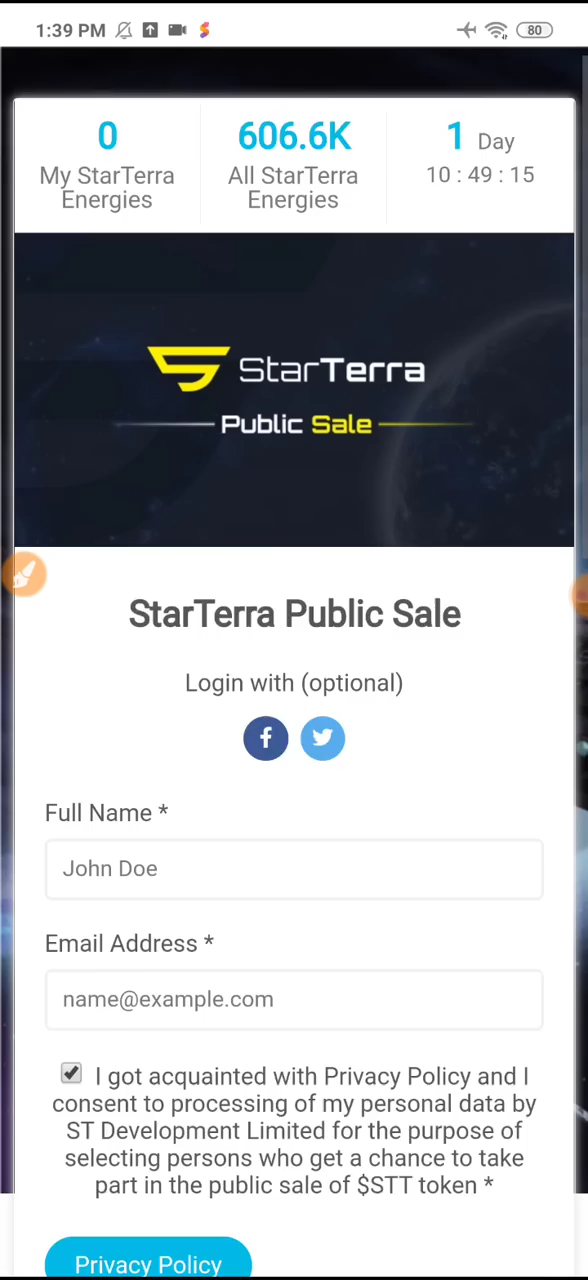 1:39 PM 80
0
My StarTerra
Energies
606.6K
All StarTerra
Energies
1 Day
10 : 49 : 15
StarTerra
Public Sale
StarTerra Public Sale
Login with (optional)
Full Name *
John Doe
Email Address *
name@example.com
I got acquainted with Privacy Policy and I
consent to processing of my personal data by
ST Development Limited for the purpose of
selecting persons who get a chance to take
part in the public sale of $STT token *
Privacy Policy